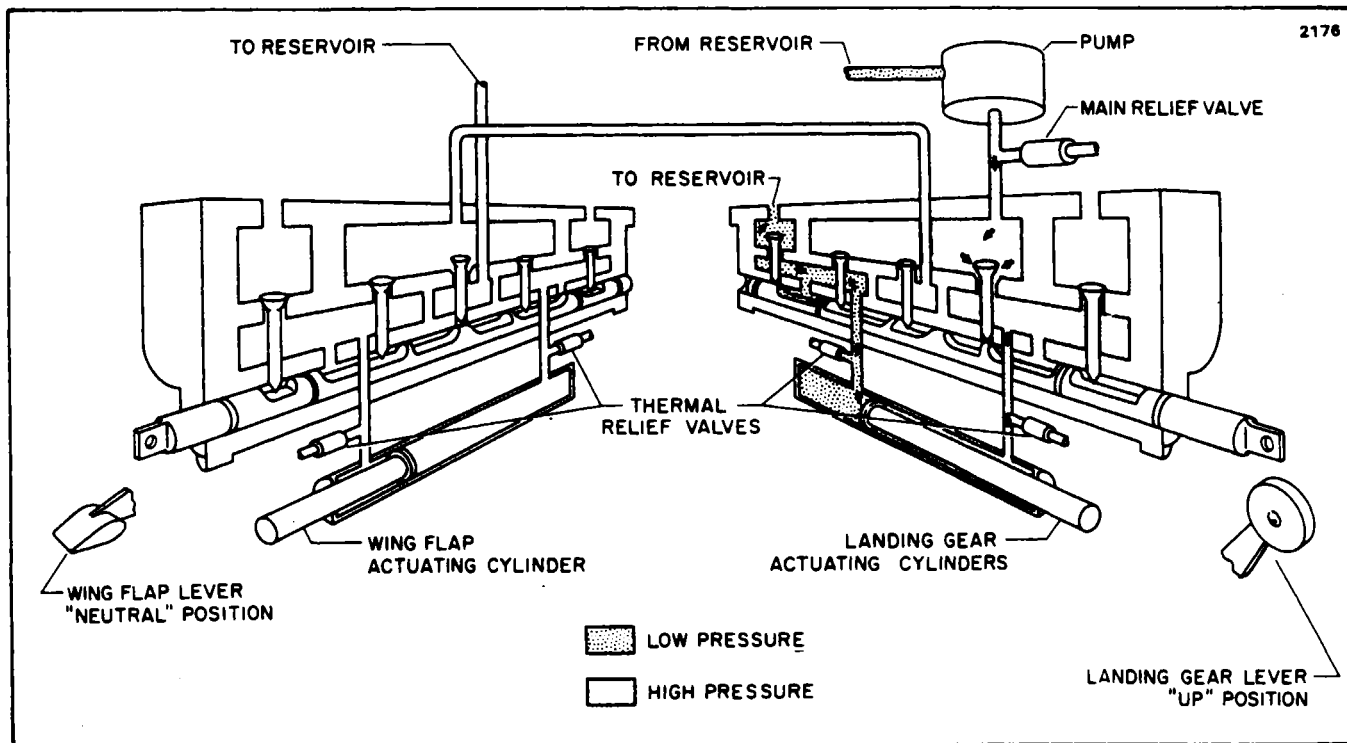 2176
TO RESERVOIR
FROM RESERVOIR
PUMP
MAIN RELIEF VALVE
TO RESERVOIR
THERMAL
RELIEF VALVES
WING FLAP
ACTUATING CYLINDER
LANDING GEAR
ACTUATING CYLINDERS
WING FLAP LEVER
"NEUTRAL" POSITION
LOW PRESSURE
HIGH PRESSURE
LANDING GEAR LEVER
"UP" POSITION